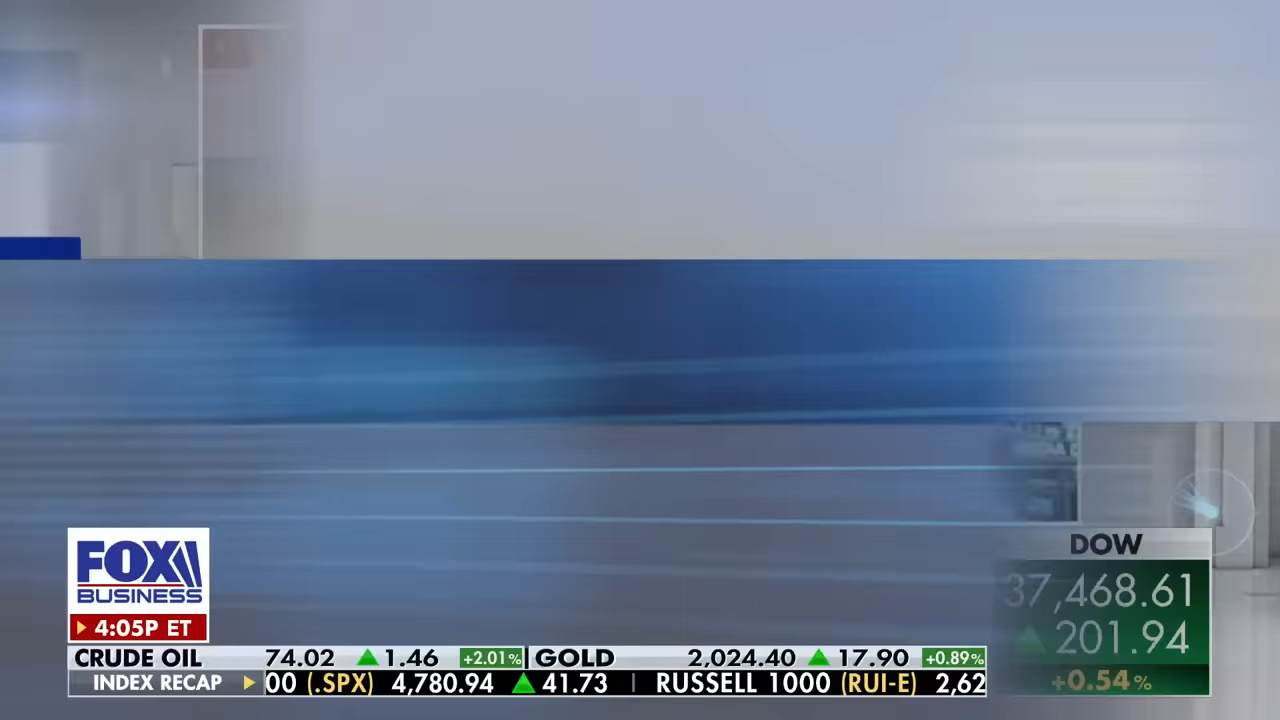 DOW
37,468.61
▲ 201.94
+0.54%
FOX
BUSINESS
4:05P ET
CRUDE OIL 74.02 ▲ 1.46 +2.01% GOLD 2,024.40 ▲ 17.90 +0.89%
INDEX RECAP 00 (.SPX) 4,780.94 ▲ 41.73 | RUSSELL 1000 (RUI-E) 2,62